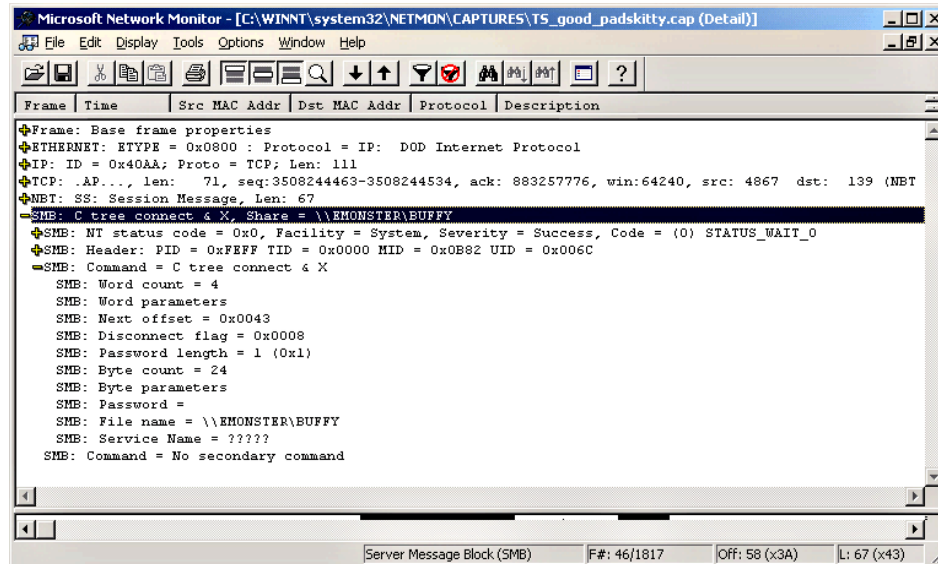 Microsoft Network Monitor - [C:\WINNT\system32\NETMON\CAPTURES\TS_good_padskitty.cap (Detail)]
File Edit Display Tools Options Window Help
Frame Time Src MAC Addr Dst MAC Addr Protocol Description
Frame: Base frame properties
ETHERNET: ETYPE = 0x0800 : Protocol = IP: DOD Internet Protocol
IP: ID = 0x40AA; Proto = TCP; Len: 111
TCP: .AP..., len: 71, seq:3508244463-3508244534, ack: 883257776, win:64240, src: 4867 dst: 139 (NBT
NBT: SS: Session Message, Len: 67
SMB: C tree connect & X, Share = \\EMONSTER\BUFFY
SMB: NT status code = 0x0, Facility = System, Severity = Success, Code = (0) STATUS_WAIT_0
SMB: Header: PID = 0xFEFF TID = 0x0000 MID = 0x0B82 UID = 0x006C
SMB: Command = C tree connect & X
SMB: Word count = 4
SMB: Word parameters
SMB: Next offset = 0x0043
SMB: Disconnect flag = 0x0008
SMB: Password length = 1 (0x1)
SMB: Byte count = 24
SMB: Byte parameters
SMB: Password =
SMB: File name = \\EMONSTER\BUFFY
SMB: Service Name = ?????
SMB: Command = No secondary command
Server Message Block (SMB) F#: 46/1817 Off: 58 (x3A) L: 67 (x43)